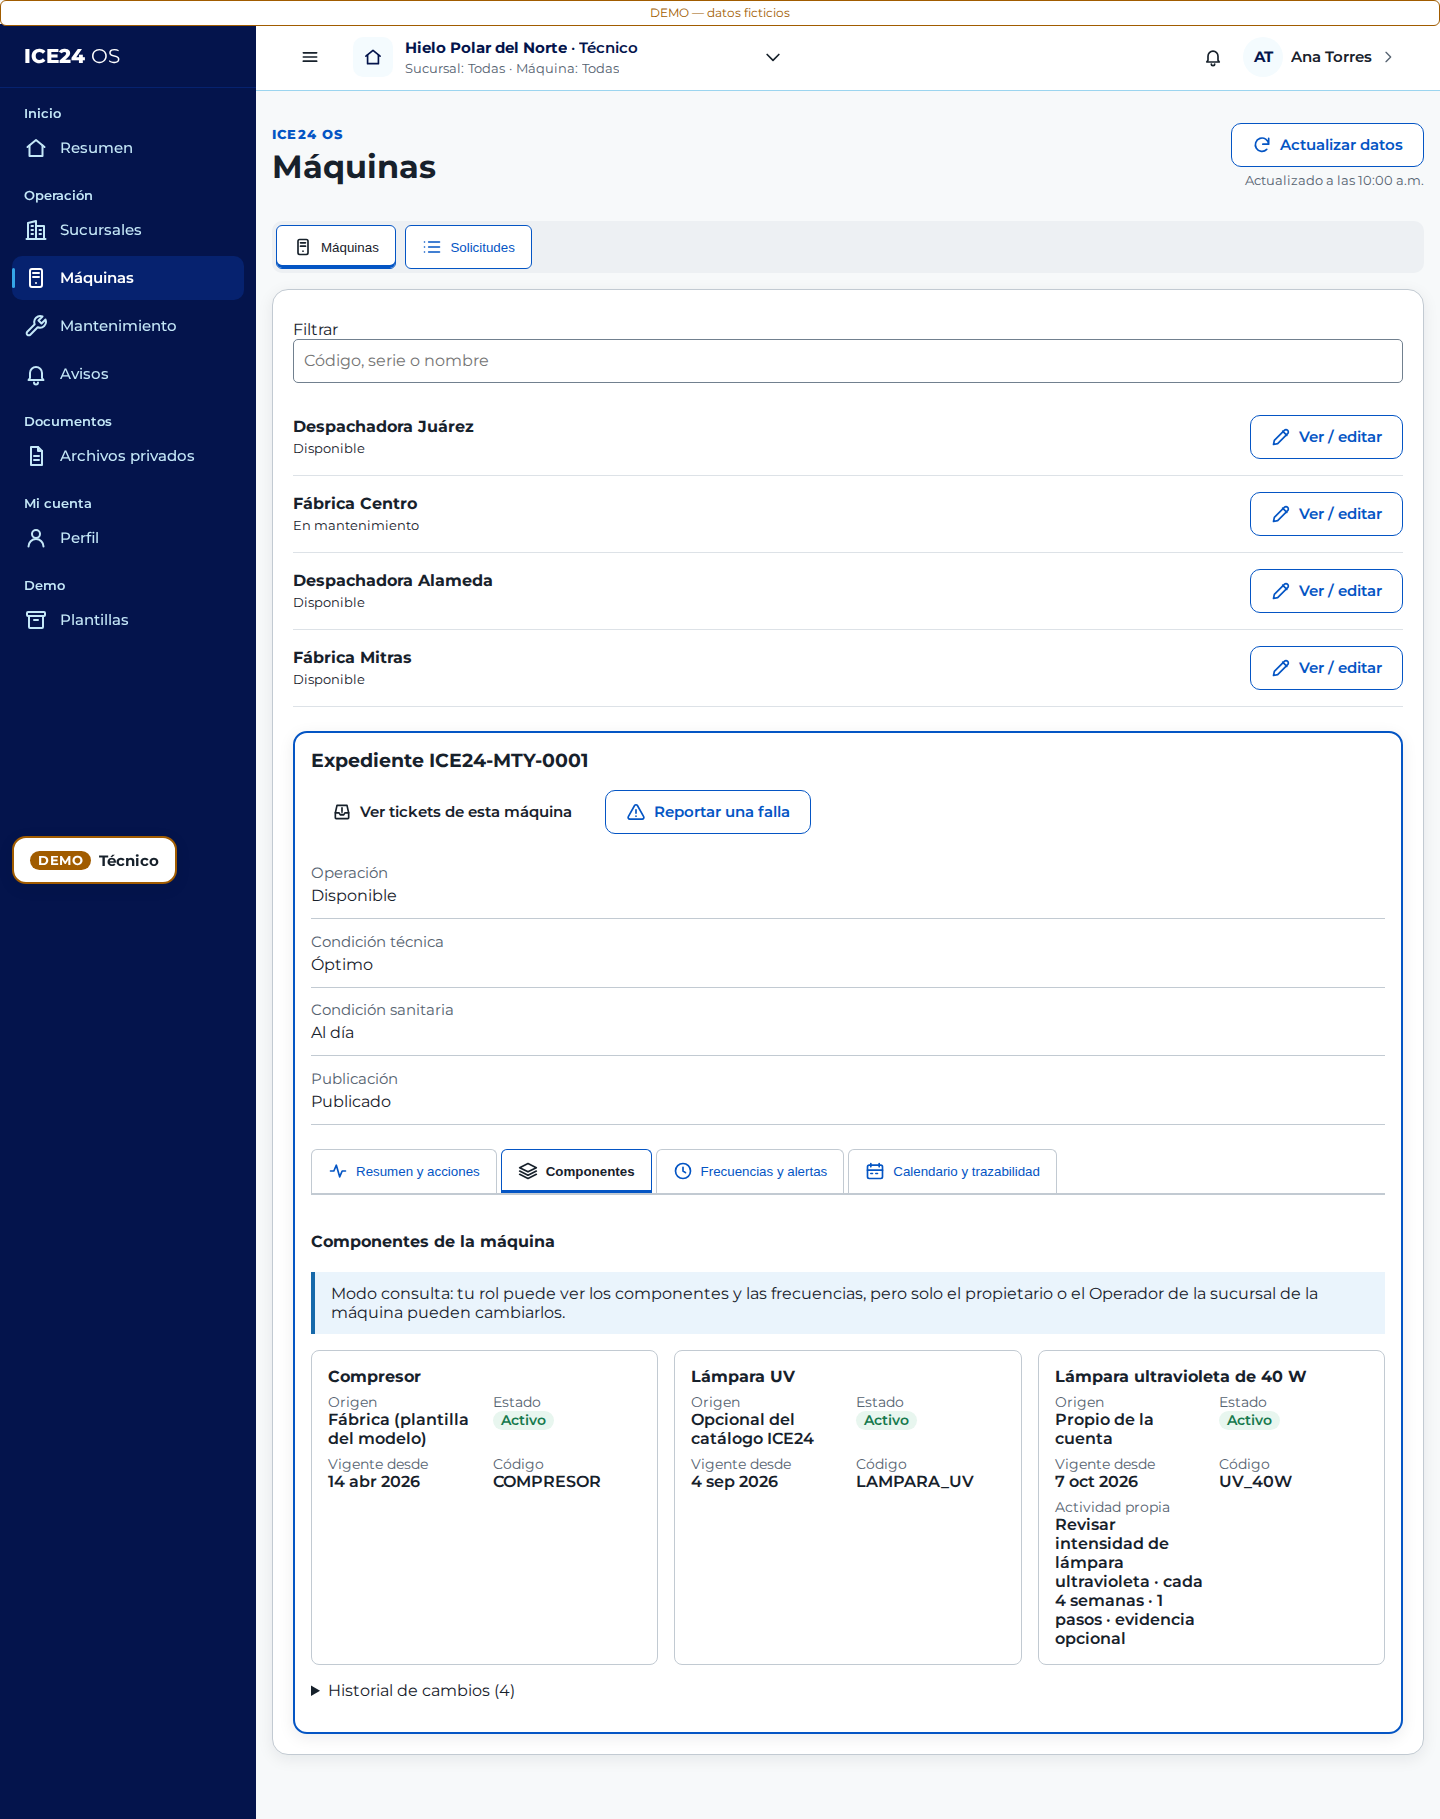 DEMO — datos ficticios
ICE24 OS
Inicio
Resumen
Operación
Sucursales
Máquinas
Mantenimiento
Avisos
Documentos
Archivos privados
Mi cuenta
Perfil
Demo
Plantillas
DEMO Técnico
Hielo Polar del Norte · Técnico
Sucursal: Todas · Máquina: Todas
AT Ana Torres
ICE24 OS
Máquinas
Actualizar datos
Actualizado a las 10:00 a.m.
Máquinas
Solicitudes
Filtrar
Código, serie o nombre
Despachadora Juárez
Disponible
Ver / editar
Fábrica Centro
En mantenimiento
Ver / editar
Despachadora Alameda
Disponible
Ver / editar
Fábrica Mitras
Disponible
Ver / editar
Expediente ICE24-MTY-0001
Ver tickets de esta máquina
Reportar una falla
Operación
Disponible
Condición técnica
Óptimo
Condición sanitaria
Al día
Publicación
Publicado
Resumen y acciones
Componentes
Frecuencias y alertas
Calendario y trazabilidad
Componentes de la máquina
Modo consulta: tu rol puede ver los componentes y las frecuencias, pero solo el propietario o el Operador de la sucursal de la
máquina pueden cambiarlos.
Compresor
Origen
Fábrica (plantilla
del modelo)
Estado
Activo
Vigente desde
14 abr 2026
Código
COMPRESOR
Lámpara UV
Origen
Opcional del
catálogo ICE24
Estado
Activo
Vigente desde
4 sep 2026
Código
LAMPARA_UV
Lámpara ultravioleta de 40 W
Origen
Propio de la
cuenta
Estado
Activo
Vigente desde
7 oct 2026
Código
UV_40W
Actividad propia
Revisar
intensidad de
lámpara
ultravioleta · cada
4 semanas · 1
pasos · evidencia
opcional
Historial de cambios (4)